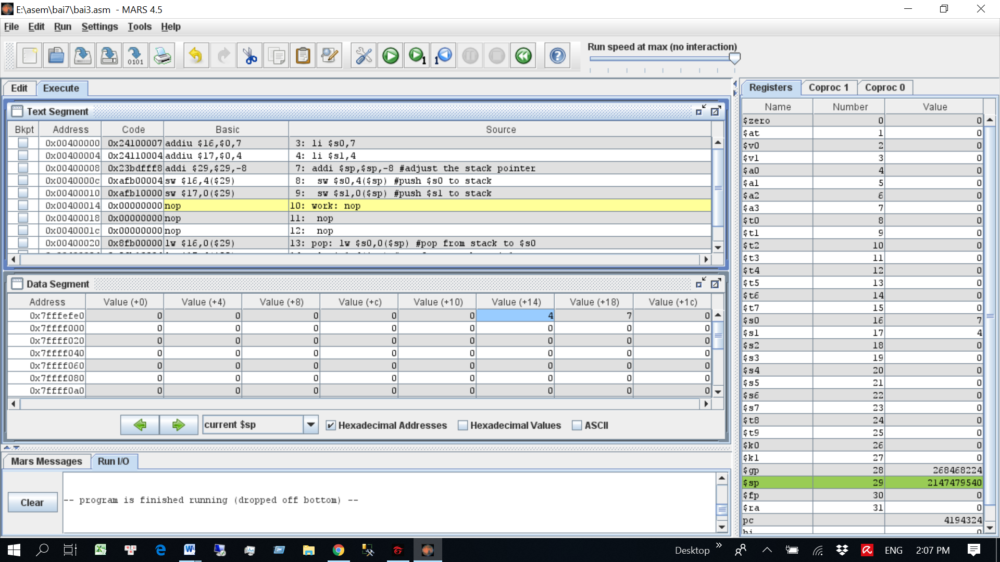 E:\asem\bai7\bai3.asm - MARS 4.5
File Edit Run Settings Tools Help
0101
1
1
Run speed at max (no interaction)
Edit Execute
Text Segment
Bkpt Address Code Basic Source
0x00400000 0x24100007 addiu $16,$0,7 3: li $s0,7
0x00400004 0x24110004 addiu $17,$0,4 4: li $s1,4
0x00400008 0x23bdfff8 addi $29,$29,-8 7: addi $sp,$sp,-8 #adjust the stack pointer
0x0040000c 0xafb00004 sw $16,4($29) 8: sw $s0,4($sp) #push $s0 to stack
0x00400010 0xafb10000 sw $17,0($29) 9: sw $s1,0($sp) #push $s1 to stack
0x00400014 0x00000000 nop 10: work: nop
0x00400018 0x00000000 nop 11: nop
0x0040001c 0x00000000 nop 12: nop
0x00400020 0x8fb00000 lw $16,0($29) 13: pop: lw $s0,0($sp) #pop from stack to $s0
Data Segment
Address Value (+0) Value (+4) Value (+8) Value (+c) Value (+10) Value (+14) Value (+18) Value (+1c)
0x7fffefe0 0 0 0 0 0 4 7 0
0x7ffff000 0 0 0 0 0 0 0 0
0x7ffff020 0 0 0 0 0 0 0 0
0x7ffff040 0 0 0 0 0 0 0 0
0x7ffff060 0 0 0 0 0 0 0 0
0x7ffff080 0 0 0 0 0 0 0 0
0x7ffff0a0 0 0 0 0 0 0 0 0
current $sp Hexadecimal Addresses Hexadecimal Values ASCII
Mars Messages Run I/O
Clear
-- program is finished running (dropped off bottom) --
Registers Coproc 1 Coproc 0
Name Number Value
$zero 0 0
$at 1 0
$v0 2 0
$v1 3 0
$a0 4 0
$a1 5 0
$a2 6 0
$a3 7 0
$t0 8 0
$t1 9 0
$t2 10 0
$t3 11 0
$t4 12 0
$t5 13 0
$t6 14 0
$t7 15 0
$s0 16 7
$s1 17 4
$s2 18 0
$s3 19 0
$s4 20 0
$s5 21 0
$s6 22 0
$s7 23 0
$t8 24 0
$t9 25 0
$k0 26 0
$k1 27 0
$gp 28 268468224
$sp 29 2147479540
$fp 30 0
$ra 31 0
pc 4194324
hi 0
Desktop ENG 2:07 PM